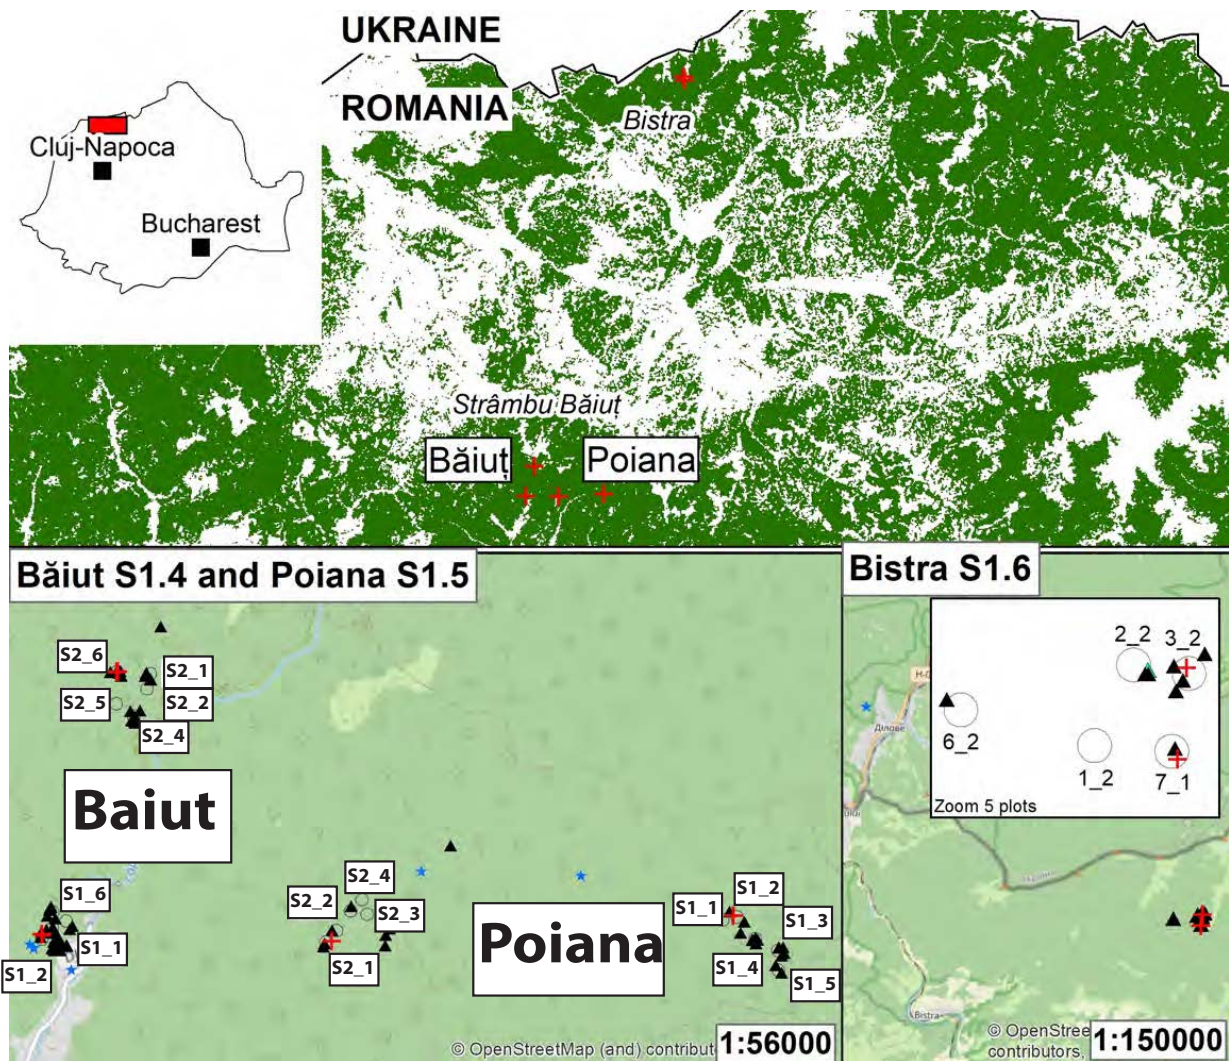 UKRAINE
ROMANIA
Bistra
Cluj-Napoca
Bucharest
Strâmbu Băiuț
Băiuț
Poiana
Băiut S1.4 and Poiana S1.5
S2_6
S2_1
S2_5
S2_2
S2_4
Baiut
S1_6
S1_1
S1_2
S2_4
S2_2
S2_3
S2_1
Poiana
S1_2
S1_1
S1_3
S1_4
S1_5
© OpenStreetMap (and) contribut
1:56000
Bistra S1.6
2_2
3_2
6_2
1_2
7_1
Zoom 5 plots
Ділове
Bistra
© OpenStree
contributors,
1:150000